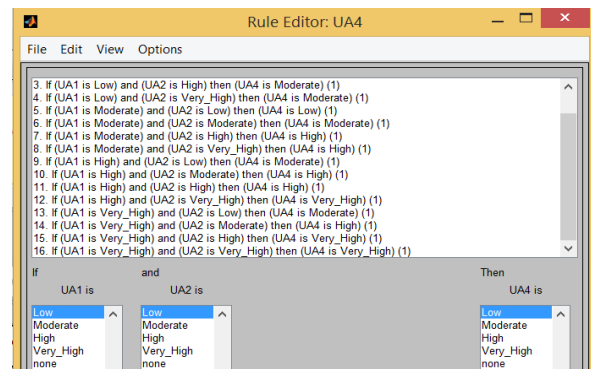 Rule Editor: UA4
File Edit View Options
3. If (UA1 is Low) and (UA2 is High) then (UA4 is Moderate) (1)
4. If (UA1 is Low) and (UA2 is Very_High) then (UA4 is Moderate) (1)
5. If (UA1 is Moderate) and (UA2 is Low) then (UA4 is Low) (1)
6. If (UA1 is Moderate) and (UA2 is Moderate) then (UA4 is Moderate) (1)
7. If (UA1 is Moderate) and (UA2 is High) then (UA4 is High) (1)
8. If (UA1 is Moderate) and (UA2 is Very_High) then (UA4 is High) (1)
9. If (UA1 is High) and (UA2 is Low) then (UA4 is Moderate) (1)
10. If (UA1 is High) and (UA2 is Moderate) then (UA4 is High) (1)
11. If (UA1 is High) and (UA2 is High) then (UA4 is High) (1)
12. If (UA1 is High) and (UA2 is Very_High) then (UA4 is Very_High) (1)
13. If (UA1 is Very_High) and (UA2 is Low) then (UA4 is Moderate) (1)
14. If (UA1 is Very_High) and (UA2 is Moderate) then (UA4 is High) (1)
15. If (UA1 is Very_High) and (UA2 is High) then (UA4 is Very_High) (1)
16. If (UA1 is Very_High) and (UA2 is Very_High) then (UA4 is Very_High) (1)
If and Then
UA1 is UA2 is UA4 is
Low Low Low
Moderate Moderate Moderate
High High High
Very_High Very_High Very_High
none none none